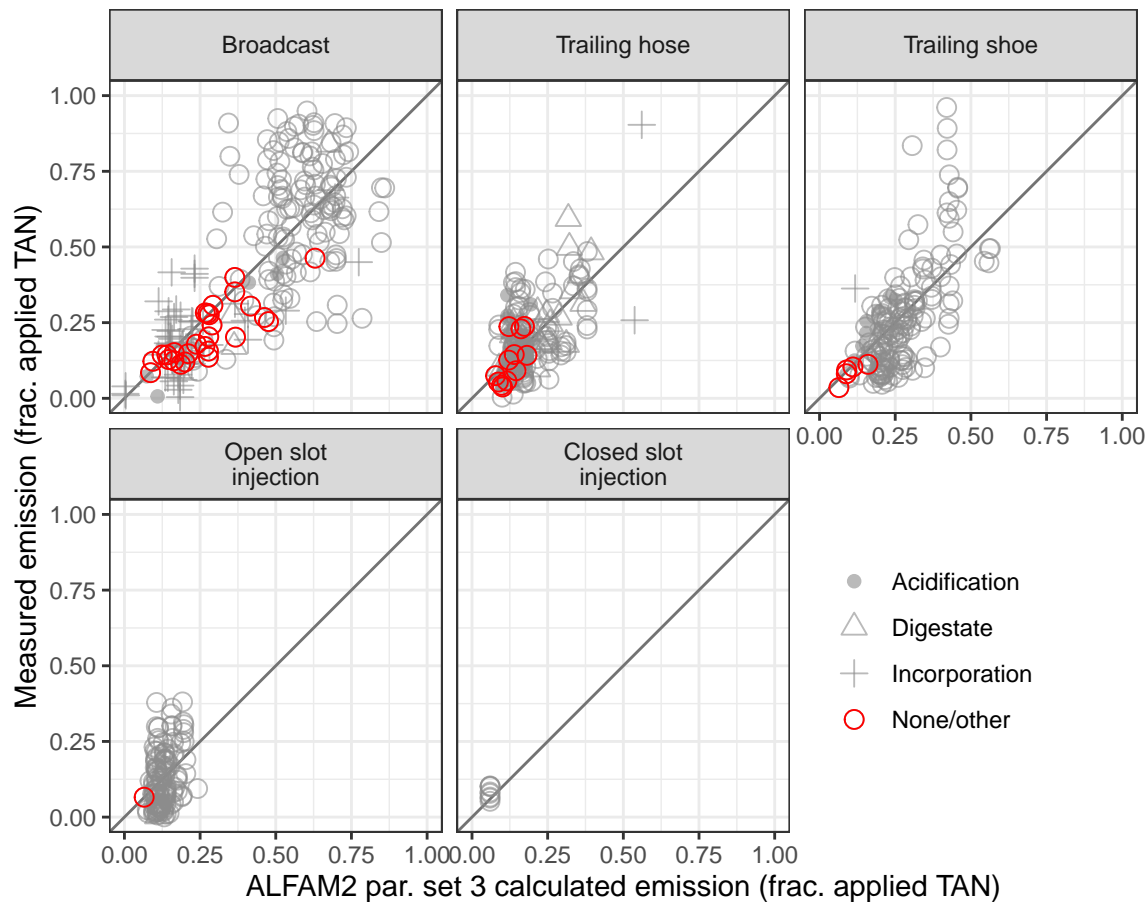 Broadcast
Trailing hose
Trailing shoe
1.00
0.75
0.50
0.25
0.00
0.00 0.25 0.50 0.75 1.00
Open slot
injection
Closed slot
injection
1.00
0.75
0.50
0.25
0.00
0.00 0.25 0.50 0.75 1.00
0.00 0.25 0.50 0.75 1.00
Measured emission (frac. applied TAN)
ALFAM2 par. set 3 calculated emission (frac. applied TAN)
Acidification
Digestate
Incorporation
None/other